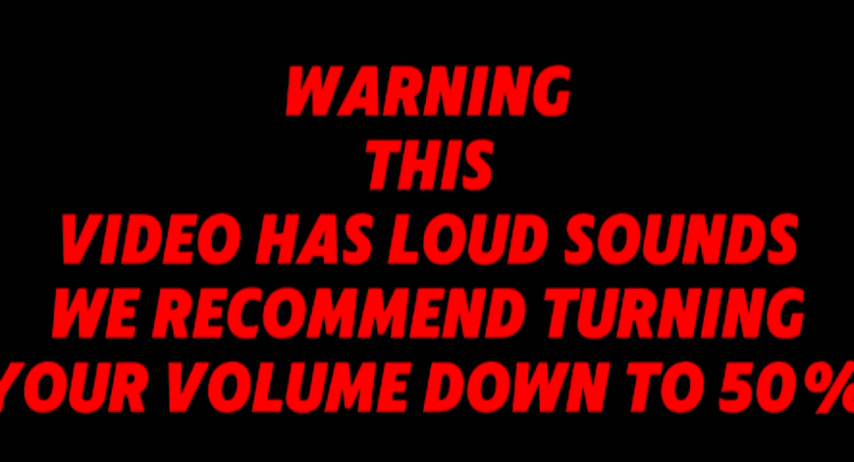 WARNING
THIS
VIDEO HAS LOUD SOUNDS
WE RECOMMEND TURNING
YOUR VOLUME DOWN TO 50%